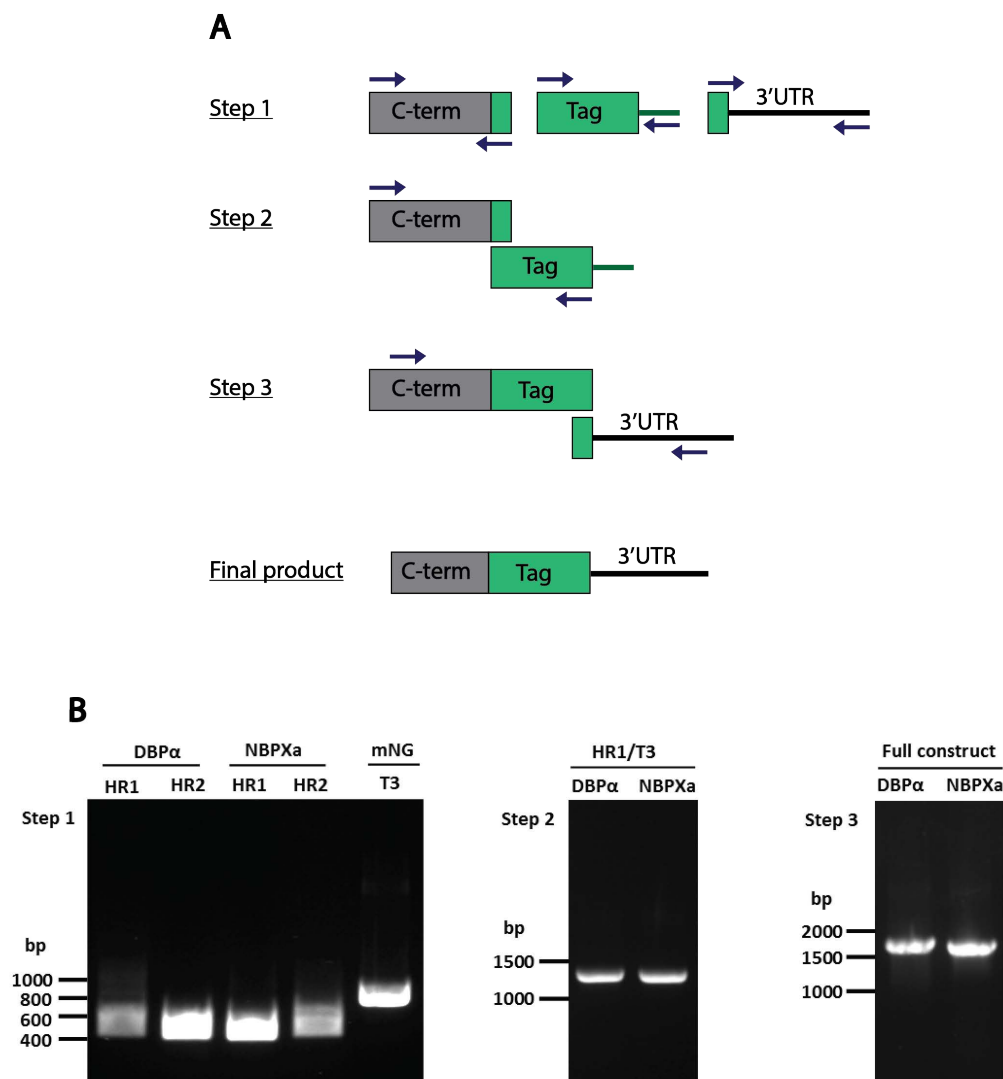 A
Step 1
C-term
Tag
3'UTR
Step 2
C-term
Tag
Step 3
C-term
Tag
3'UTR
Final product
C-term
Tag
3'UTR
B
DBPα NBPXa mNG
HR1 HR2 HR1 HR2 T3
Step 1
bp
1000
800
600
400
HR1/T3
DBPα NBPXa
Step 2
bp
1500
1000
Full construct
DBPα NBPXa
Step 3
bp
2000
1500
1000